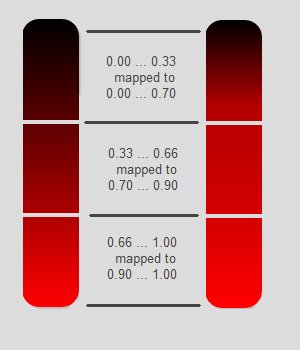 0.00 ... 0.33
mapped to
0.00 ... 0.70
0.33 ... 0.66
mapped to
0.70 ... 0.90
0.66 ... 1.00
mapped to
0.90 ... 1.00